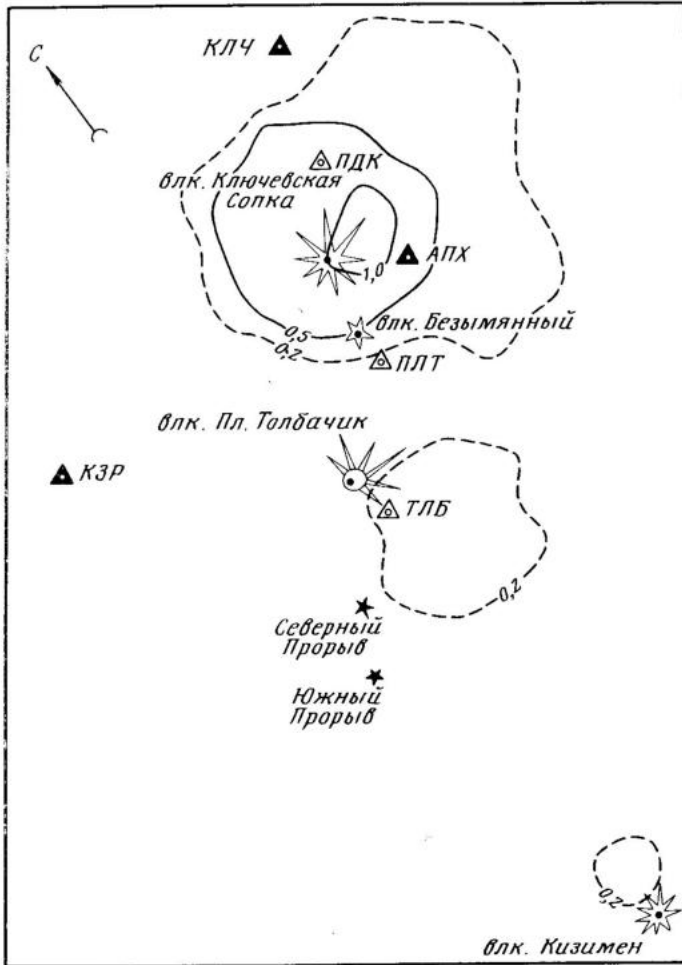 КЛЧ
С
ПДК
влк. Ключевская
Сопка
АПХ
1,0
влк. Безымянный
0,5
0,2
ПЛТ
влк. Пл. Толбачик
КЗР
ТЛБ
0,2
Северный
Прорыв
Южный
Прорыв
0,2
влк. Кизимен